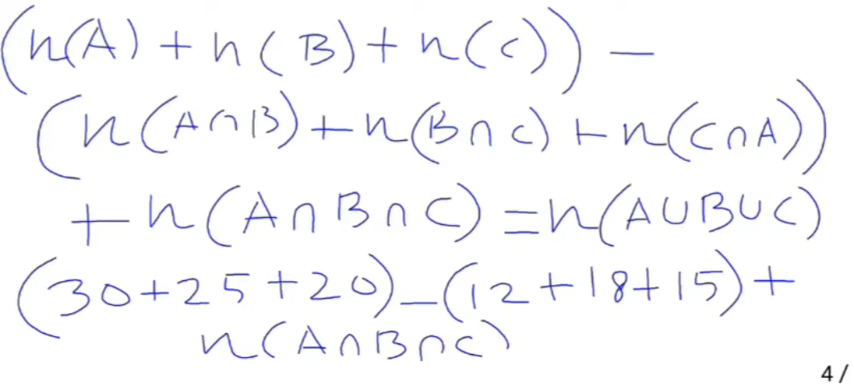 (n(A) + n(B) + n(C)) −
(n(A∩B) + n(B∩C) + n(C∩A))
+ n(A∩B∩C) = n(A∪B∪C)
(30+25+20) − (12+18+15) +
n(A∩B∩C)
4/